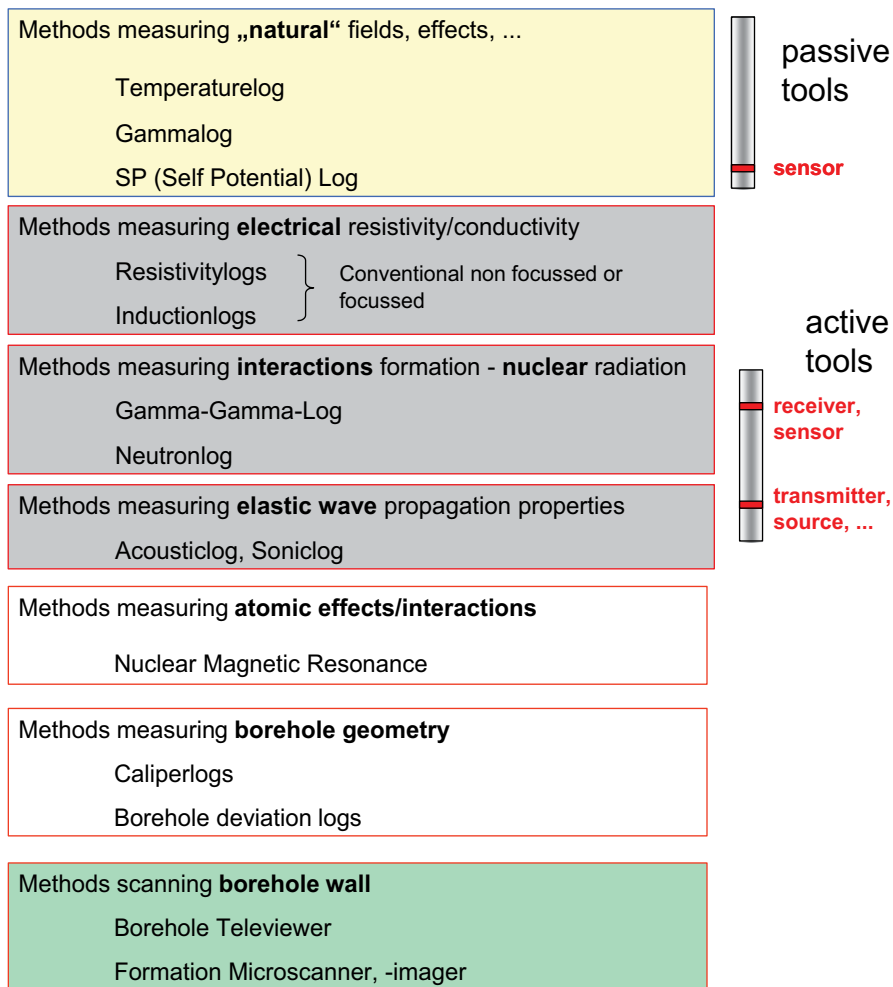 Methods measuring „natural“ fields, effects, ...
Temperaturelog
Gammalog
SP (Self Potential) Log
passive
tools
sensor
Methods measuring electrical resistivity/conductivity
Resistivitylogs
Inductionlogs
Conventional non focussed or
focussed
active
tools
Methods measuring interactions formation - nuclear radiation
Gamma-Gamma-Log
Neutronlog
receiver,
sensor
Methods measuring elastic wave propagation properties
Acousticlog, Soniclog
transmitter,
source, ...
Methods measuring atomic effects/interactions
Nuclear Magnetic Resonance
Methods measuring borehole geometry
Caliperlogs
Borehole deviation logs
Methods scanning borehole wall
Borehole Televiewer
Formation Microscanner, -imager